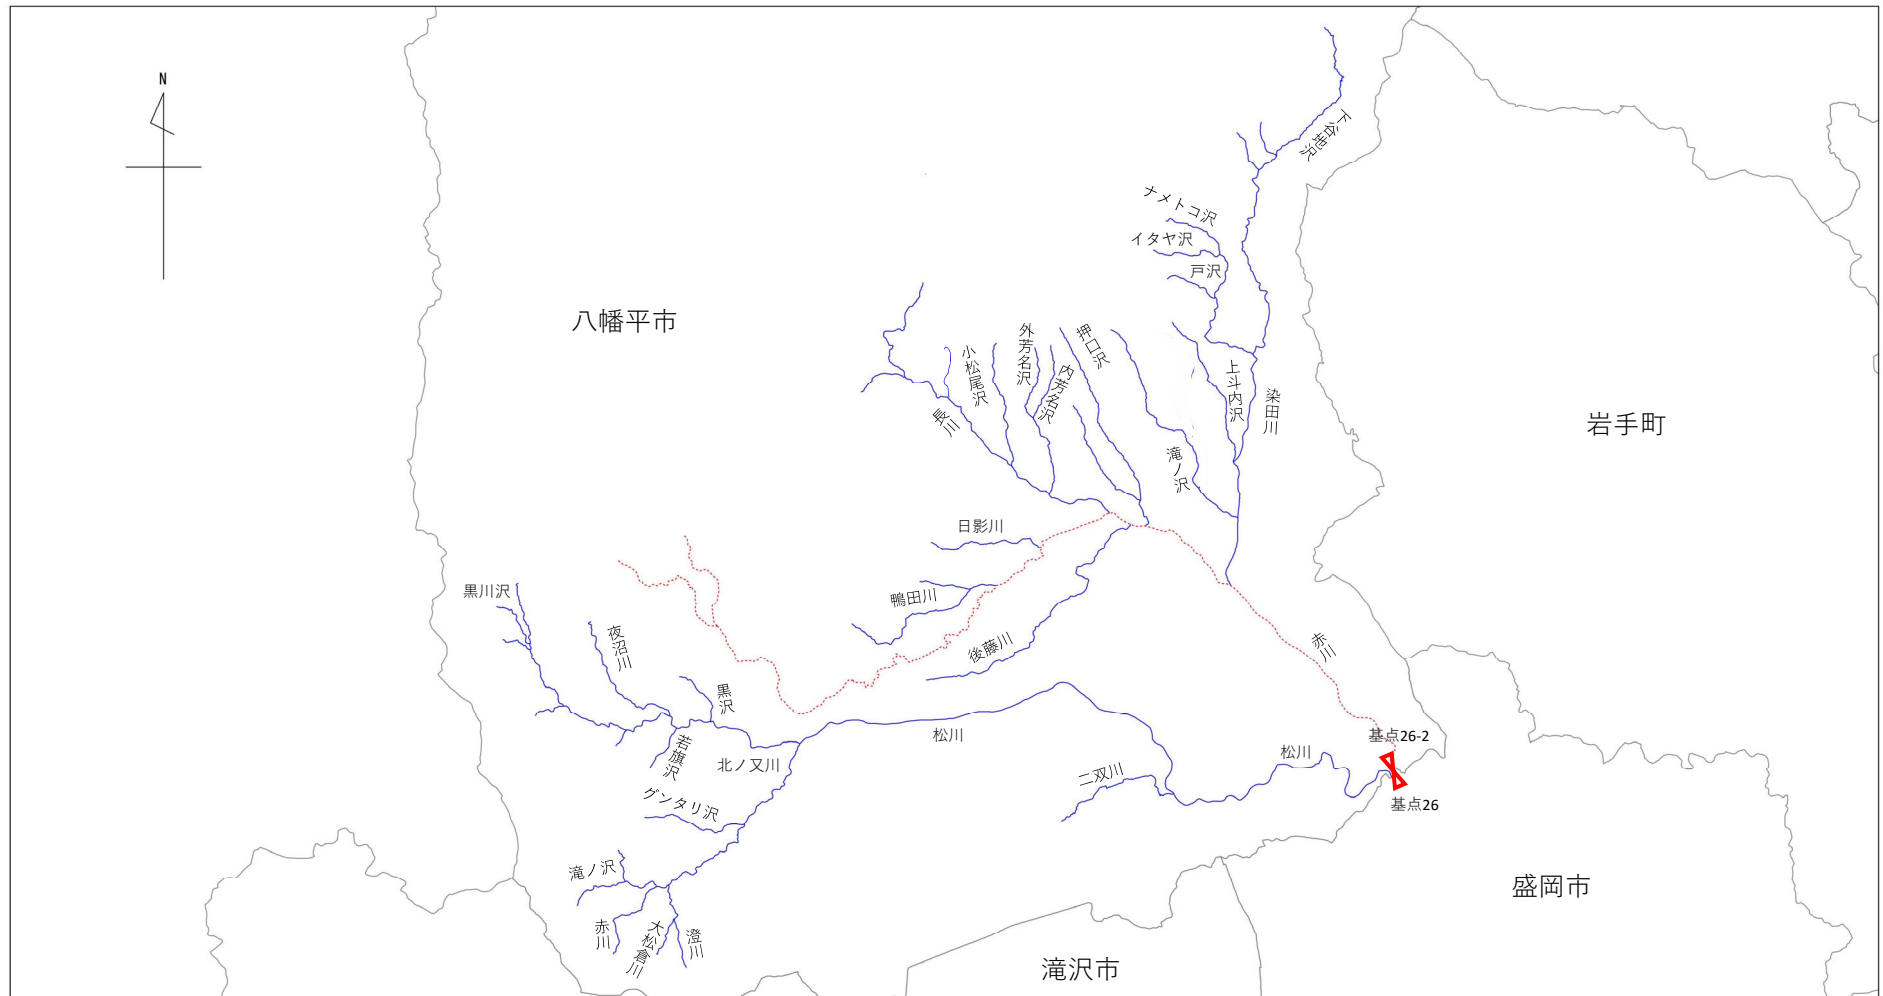 N
下谷地沢
ナメトコ沢
イタヤ沢
戸沢
八幡平市
外芳名沢
押口沢
小松尾沢
内芳名沢
上斗内沢
染田川
長川
岩手町
滝ノ沢
日影川
黒川沢
鴨田川
夜沼川
後藤川
赤川
黒沢
松川
基点26-2
若旗沢
北ノ又川
松川
二双川
グンタリ沢
基点26
滝ノ沢
盛岡市
赤川
大松倉川
澄川
滝沢市